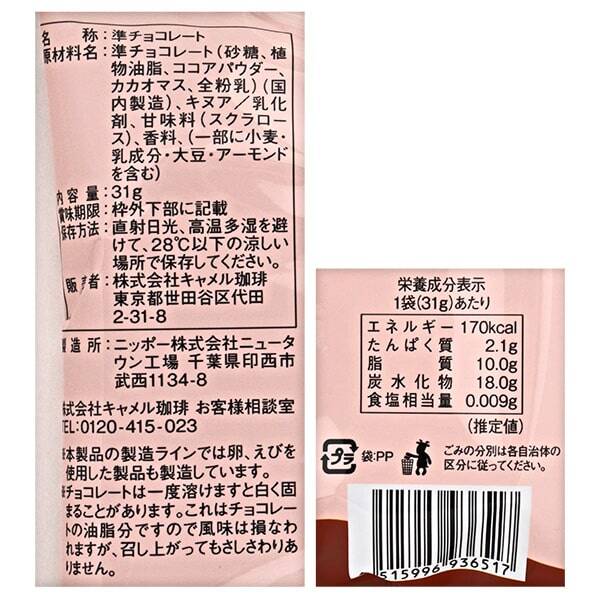 名　称：準チョコレート
原材料名：準チョコレート（砂糖、植
物油脂、ココアパウダー、
カカオマス、全粉乳）（国
内製造）、キヌア／乳化
剤、甘味料（スクラロー
ス）、香料、（一部に小麦・
乳成分・大豆・アーモンド
を含む）
内容量：31g
賞味期限：枠外下部に記載
保存方法：直射日光、高温多湿を避
けて、28℃以下の涼しい
場所で保存してください。
販売者：株式会社キャメル珈琲
東京都世田谷区代田
2-31-8
製造所：ニッポー株式会社ニュータ
ウン工場 千葉県印西市
武西1134-8
株式会社キャメル珈琲 お客様相談室
TEL:0120-415-023
※本製品の製造ラインでは卵、えびを
使用した製品も製造しています。
準チョコレートは一度溶けますと白く固
まることがあります。これはチョコレー
トの油脂分ですので風味は損なわ
れますが、召し上がってもさしさわりあ
りません。
栄養成分表示
1袋(31g)あたり
エネルギー 170kcal
たんぱく質 2.1g
脂質 10.0g
炭水化物 18.0g
食塩相当量 0.009g
（推定値）
プラ 袋:PP ごみの分別は各自治体の
区分に従ってください。
515996 936517